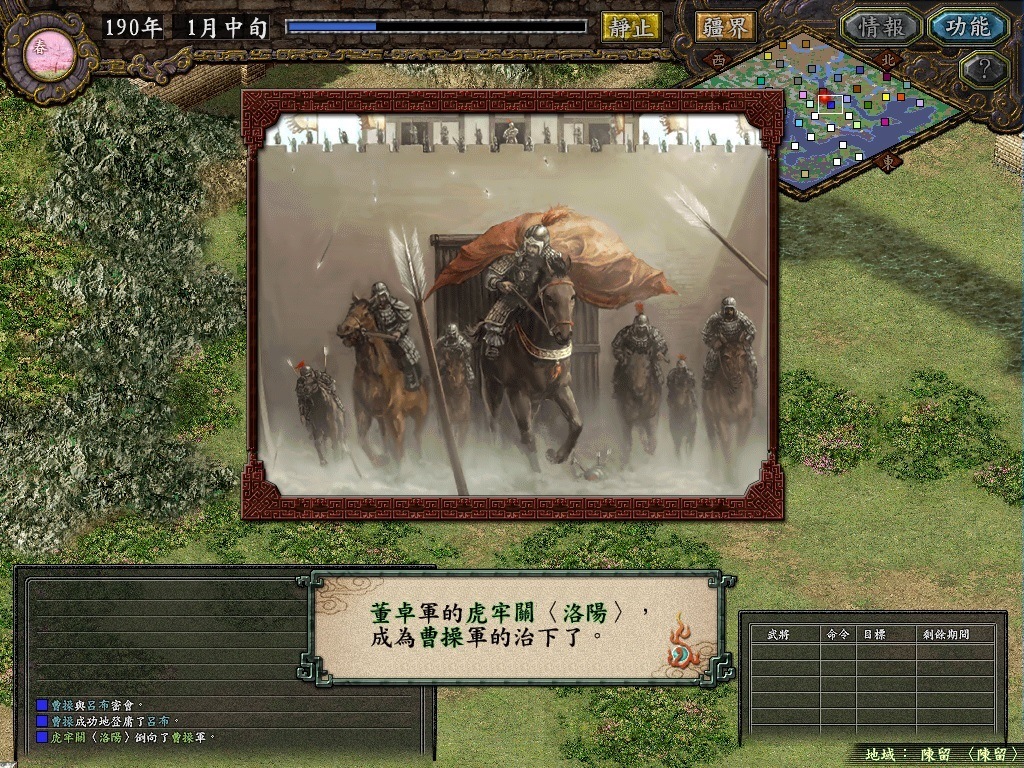 春
190年 1月中旬
靜止
疆界
情報
功能
?
西
北
東
董卓軍的虎牢關〈洛陽〉，
成為曹操軍的治下了。
曹操與呂布密會。
曹操成功地登庸了呂布。
虎牢關〈洛陽〉倒向了曹操軍。
武將 命令 目標 剩餘期間
地域： 陳留 〈陳留〉